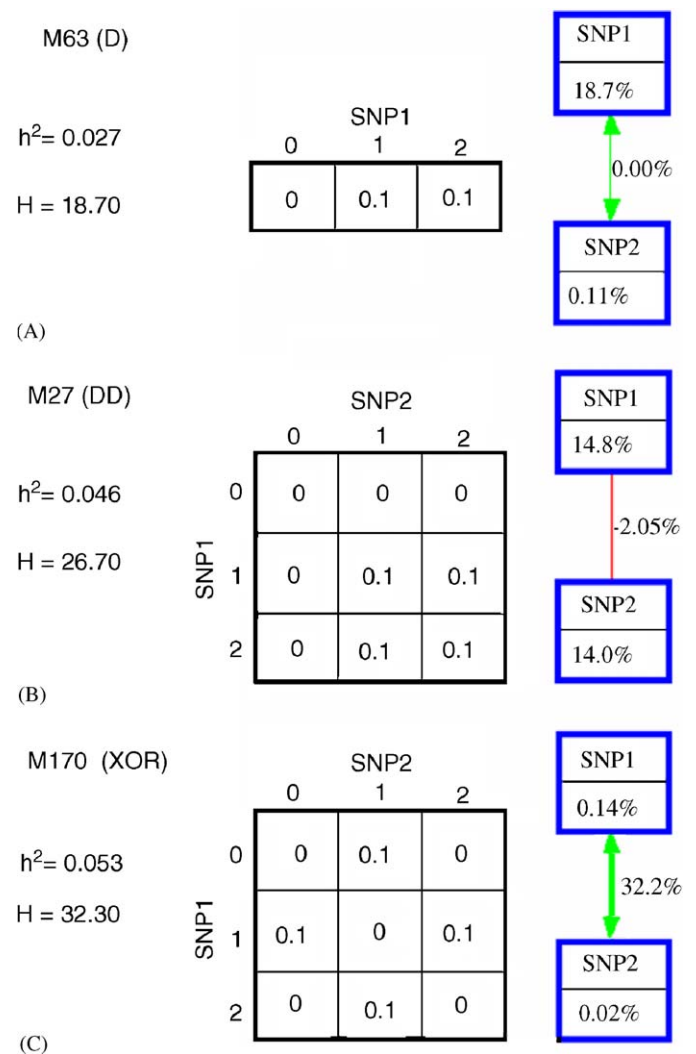 M63 (D)
h²= 0.027
H = 18.70
SNP1
0 1 2
0 0.1 0.1
SNP1
18.7%
0.00%
SNP2
0.11%
(A)
M27 (DD)
h²= 0.046
H = 26.70
SNP2
0 1 2
SNP1
0 0 0 0
1 0 0.1 0.1
2 0 0.1 0.1
SNP1
14.8%
-2.05%
SNP2
14.0%
(B)
M170 (XOR)
h²= 0.053
H = 32.30
SNP2
0 1 2
SNP1
0 0 0.1 0
1 0.1 0 0.1
2 0 0.1 0
SNP1
0.14%
32.2%
SNP2
0.02%
(C)